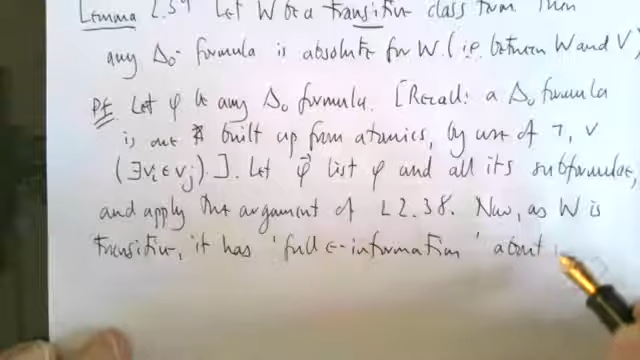 Lemma 2.39 Let W be a transitive class term. Then
any Δ₀-formula is absolute for W. (i.e. between W and V)
Pf Let φ be any Δ₀ formula. [Recall: a Δ₀ formula
is one built up from atomics, by use of ¬, ∨
(∃vᵢ∈vⱼ).]. Let φ⃗ list φ and all its subformulae,
and apply the argument of L 2.38. Now, as W is
transitive, it has 'full ∈-information' about